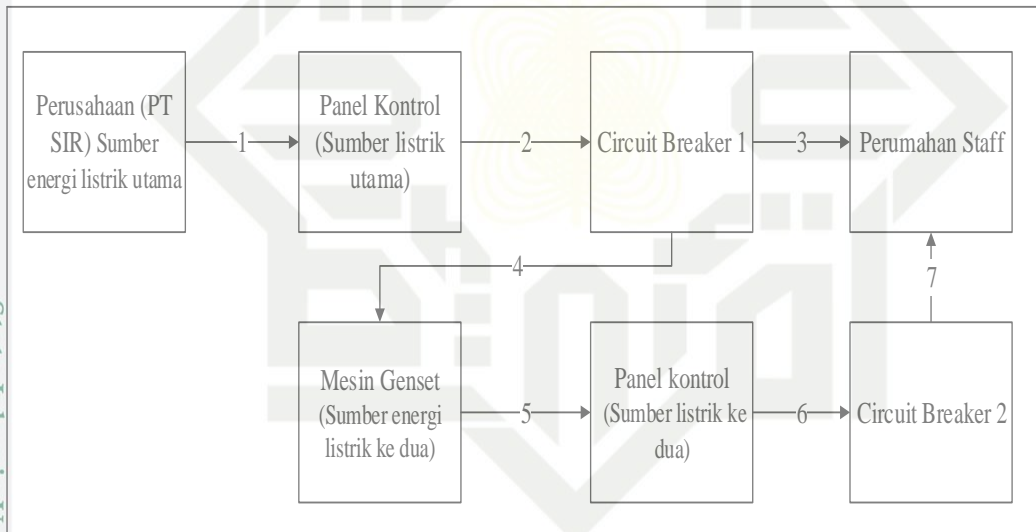 Perusahaan (PT
SIR) Sumber
energi listrik utama
1
Panel Kontrol
(Sumber listrik
utama)
2
Circuit Breaker 1
3
Perumahan Staff
4
7
Mesin Genset
(Sumber energi
listrik ke dua)
5
Panel kontrol
(Sumber listrik ke
dua)
6
Circuit Breaker 2